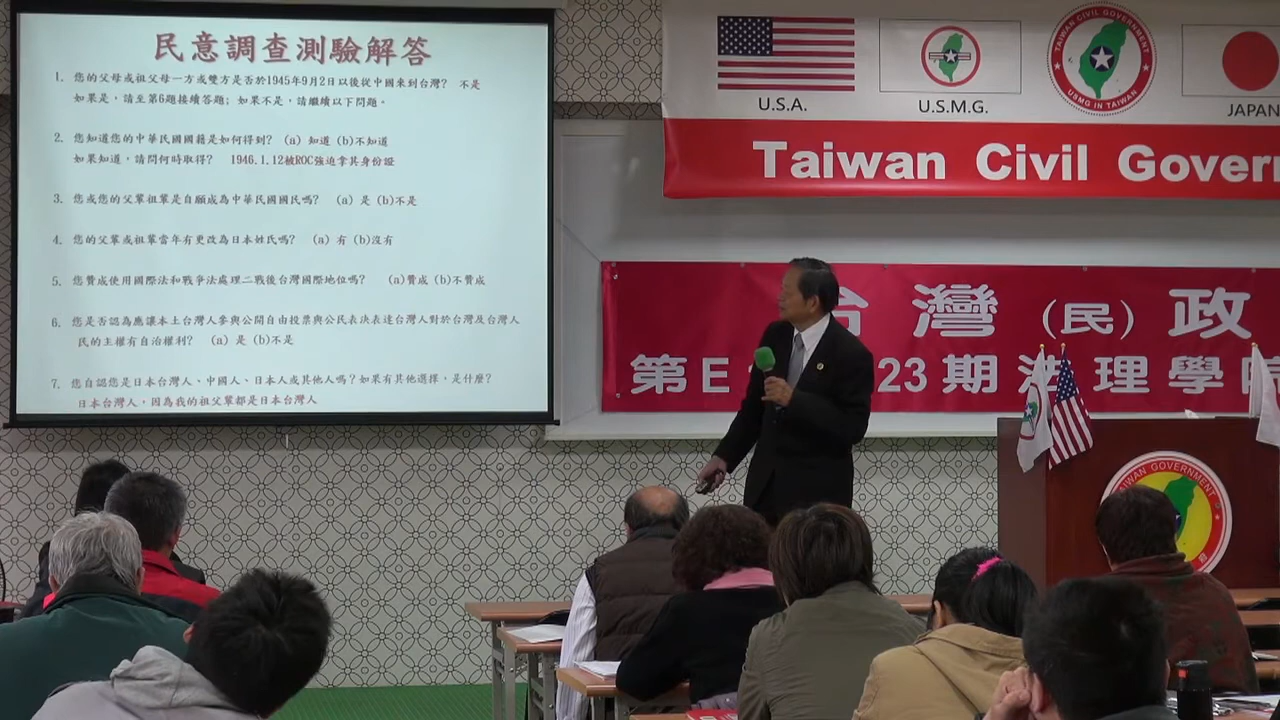 民意調查測驗解答
1. 您的父母或祖父母一方或雙方是否於1945年9月2日以後從中國來到台灣? 不是
如果是，請至第6題接續答題; 如果不是，請繼續以下問題。
2. 您知道您的中華民國國籍是如何得到? (a) 知道 (b)不知道
如果知道，請問何時取得? 1946.1.12被ROC強迫拿其身份證
3. 您或您的父輩祖輩是自願成為中華民國國民嗎? (a) 是 (b)不是
4. 您的父輩或祖輩當年有更改為日本姓氏嗎? (a) 有 (b)沒有
5. 您贊成使用國際法和戰爭法處理二戰後台灣國際地位嗎? (a)贊成 (b)不贊成
6. 您是否認為應讓本土台灣人參與公開自由投票與公民表決表達台灣人對於台灣及台灣人
民的主權有自治權利? (a) 是 (b)不是
7. 您自認您是日本台灣人、中國人、日本人或其他人嗎？如果有其他選擇，是什麼?
日本台灣人，因為我的祖父輩都是日本台灣人
U.S.A.
U.S.M.G.
TAIWAN CIVIL GOVERNMENT
USMG IN TAIWAN
JAPAN
Taiwan Civil Govern
台灣(民)政
第E 23期法理學院
TAIWAN GOVERNMENT